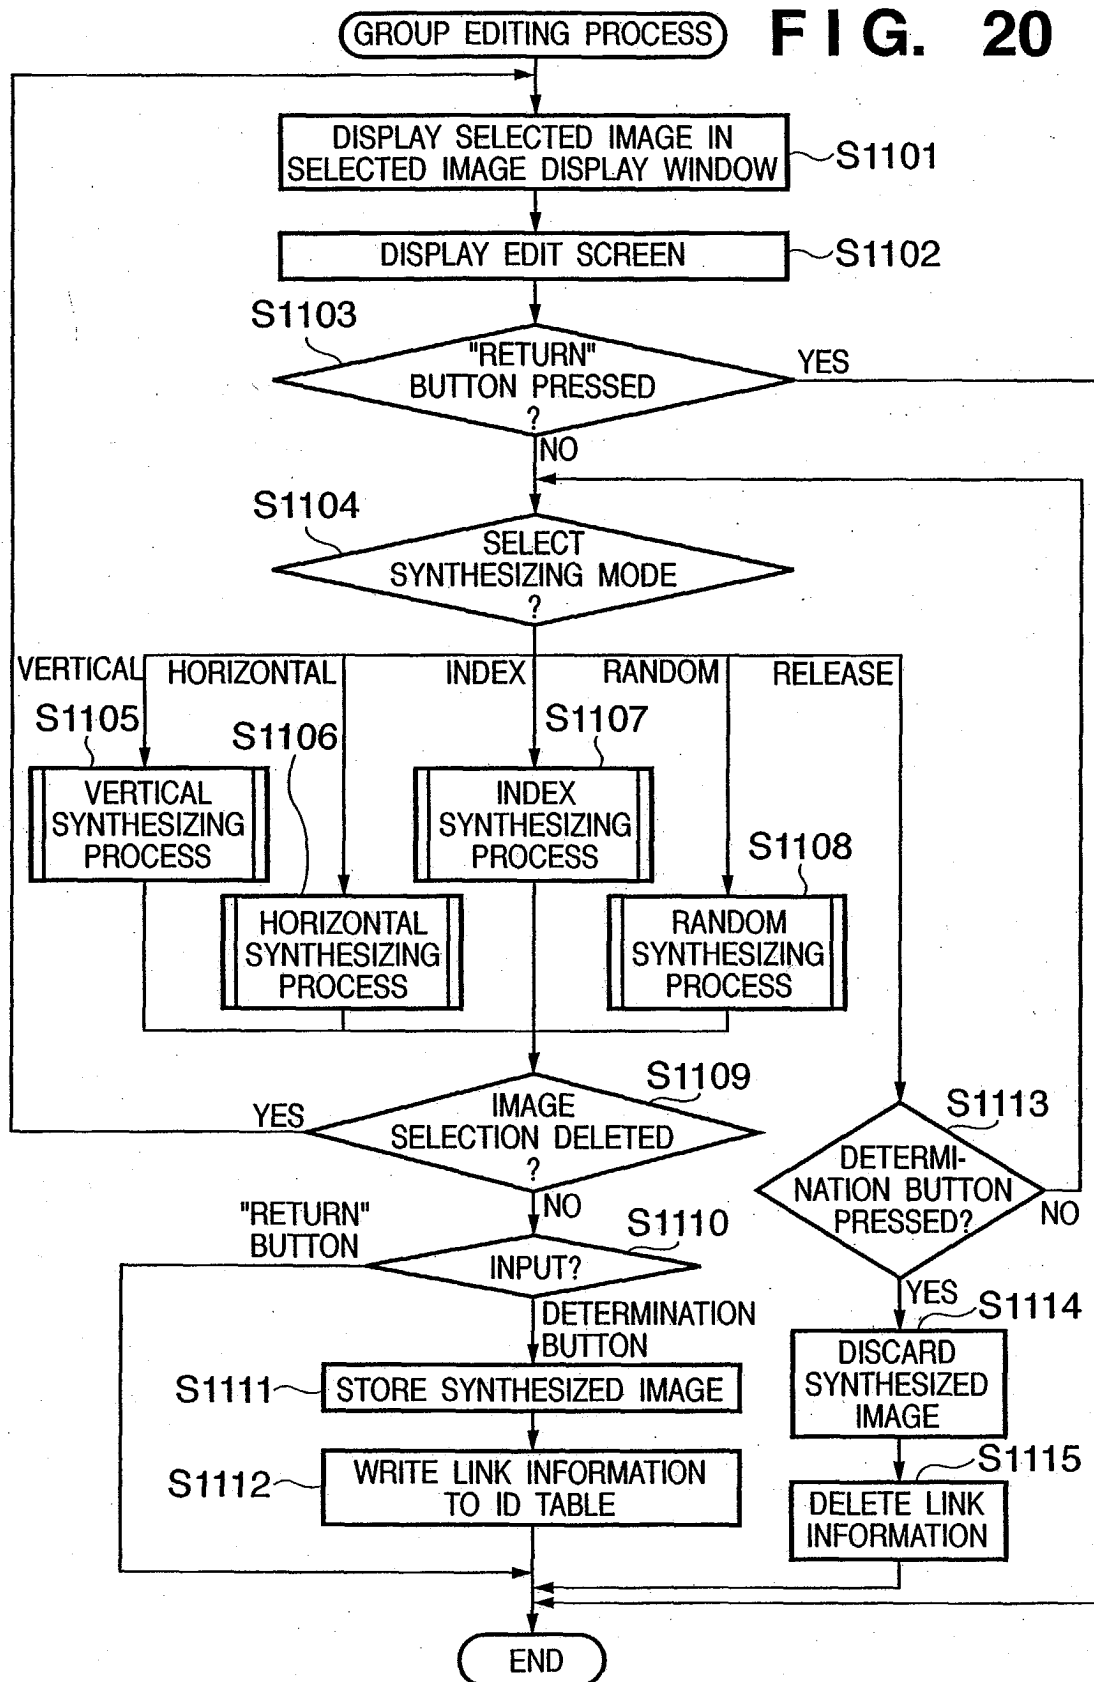 GROUP EDITING PROCESS
FIG. 20
DISPLAY SELECTED IMAGE IN
SELECTED IMAGE DISPLAY WINDOW
S1101
DISPLAY EDIT SCREEN
S1102
S1103
"RETURN"
BUTTON PRESSED
?
YES
NO
S1104
SELECT
SYNTHESIZING MODE
?
VERTICAL
HORIZONTAL
INDEX
RANDOM
RELEASE
S1105
S1106
S1107
VERTICAL
SYNTHESIZING
PROCESS
INDEX
SYNTHESIZING
PROCESS
S1108
HORIZONTAL
SYNTHESIZING
PROCESS
RANDOM
SYNTHESIZING
PROCESS
S1109
YES
IMAGE
SELECTION DELETED
?
NO
S1113
DETERMI-
NATION BUTTON
PRESSED?
NO
YES
"RETURN"
BUTTON
S1110
INPUT?
DETERMINATION
BUTTON
S1114
DISCARD
SYNTHESIZED
IMAGE
S1111
STORE SYNTHESIZED IMAGE
S1112
WRITE LINK INFORMATION
TO ID TABLE
S1115
DELETE LINK
INFORMATION
END